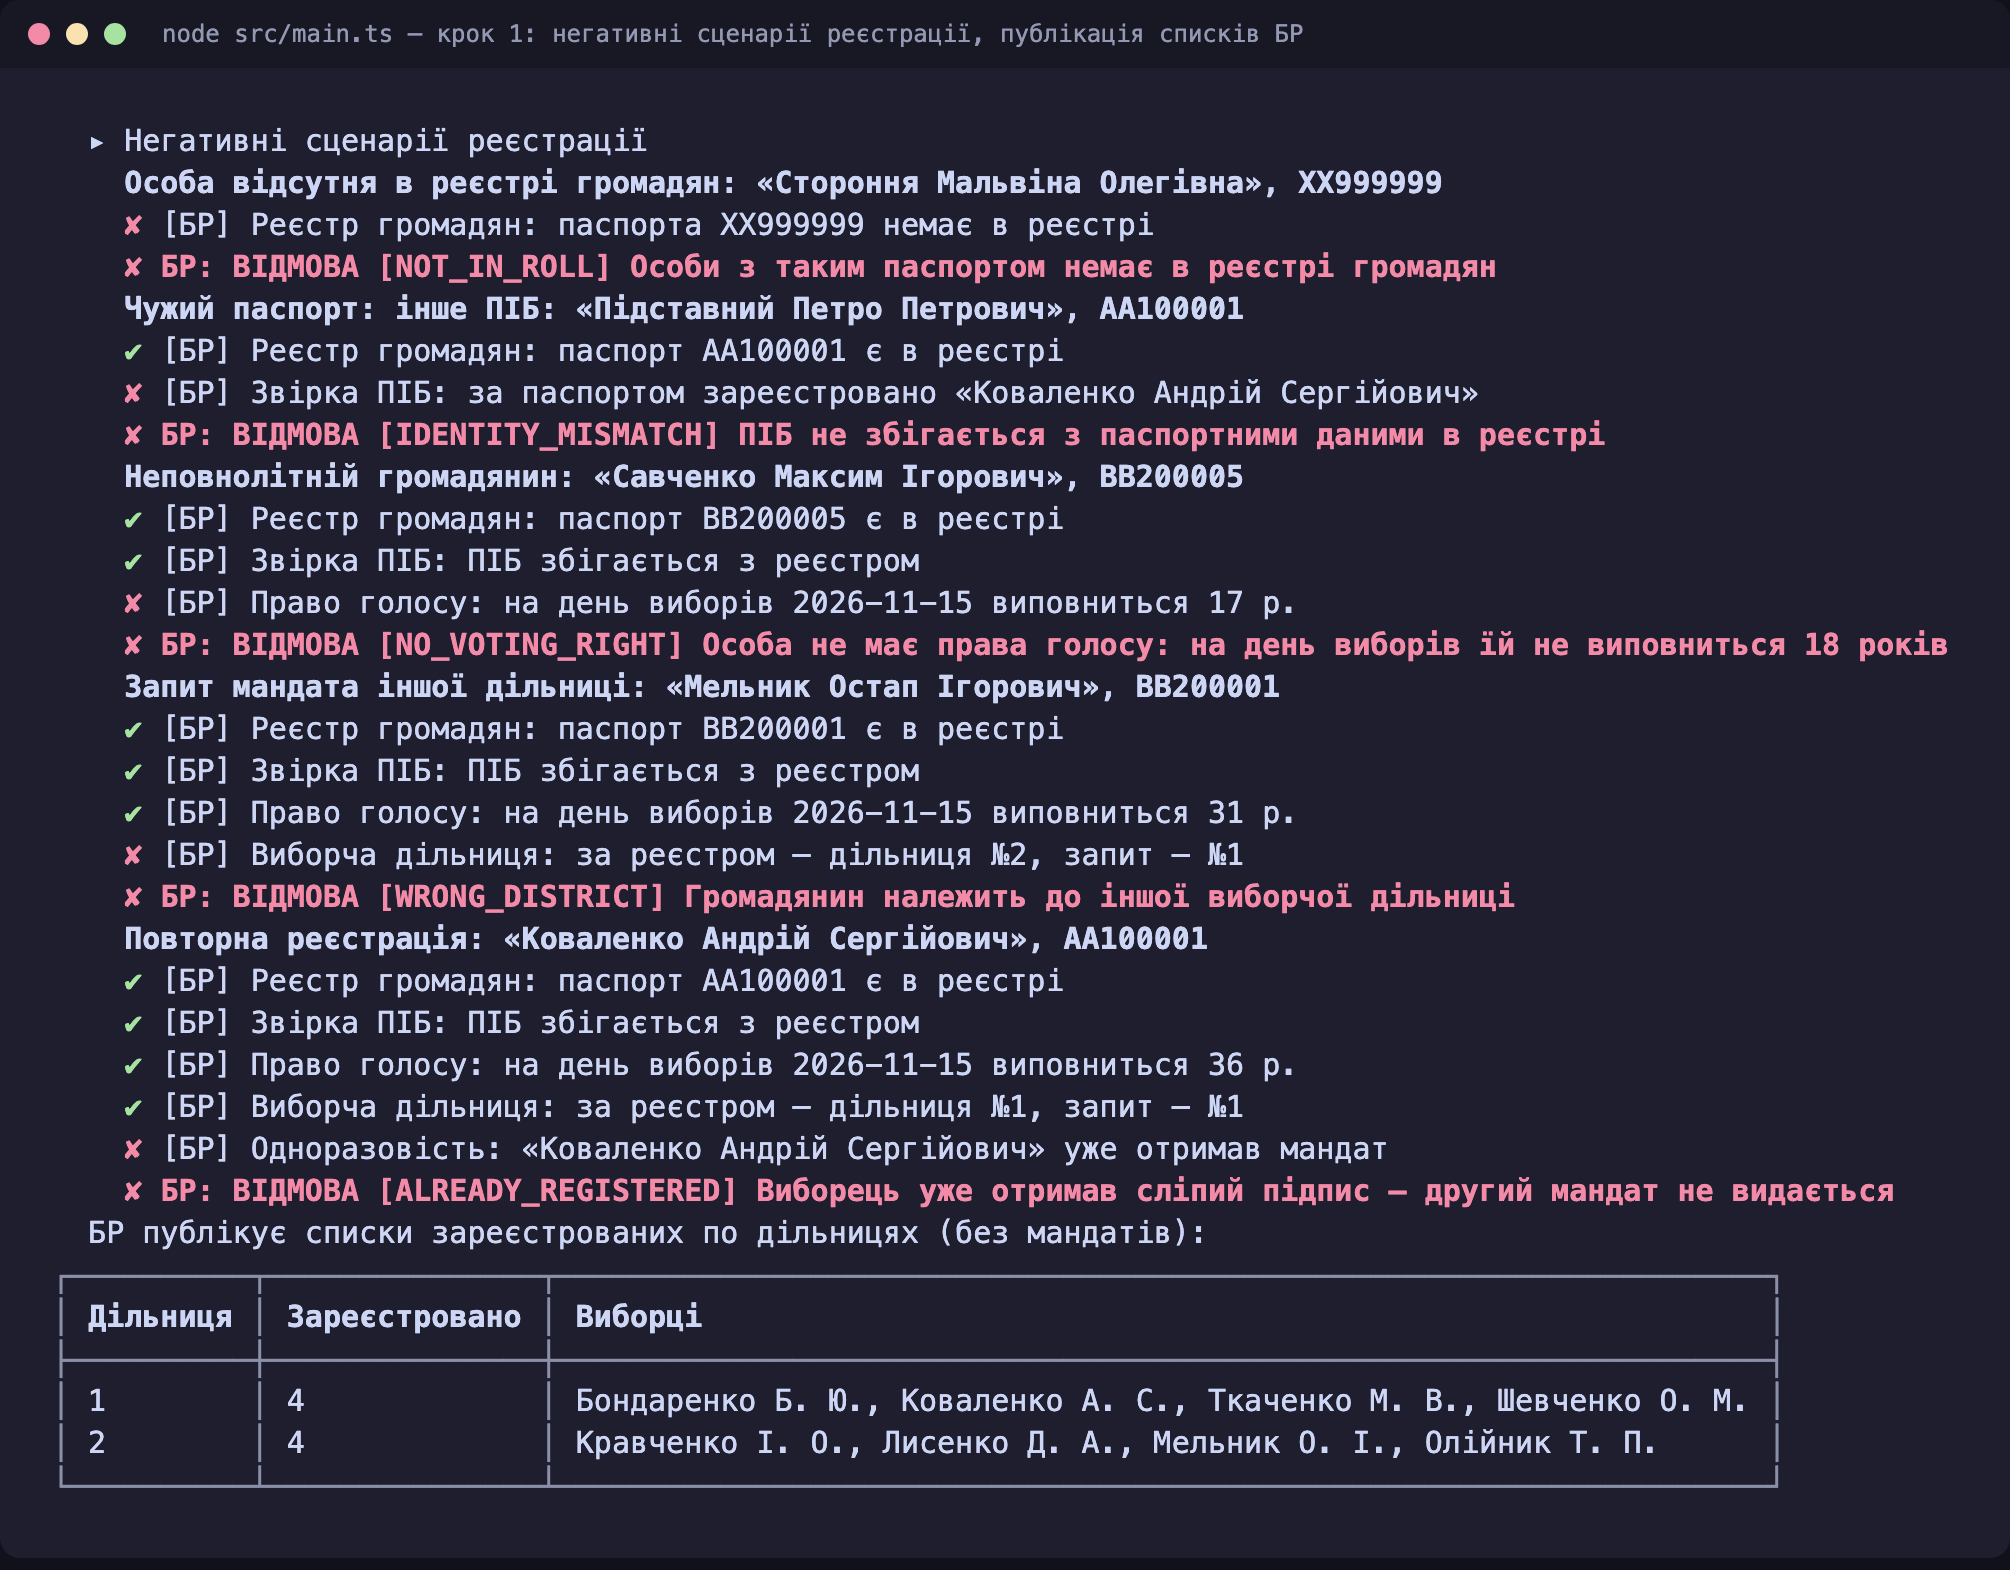 node src/main.ts — крок 1: негативні сценарії реєстрації, публікація списків БР
▸ Негативні сценарії реєстрації
Особа відсутня в реєстрі громадян: «Стороння Мальвіна Олегівна», XX999999
✘ [БР] Реєстр громадян: паспорта XX999999 немає в реєстрі
✘ БР: ВІДМОВА [NOT_IN_ROLL] Особи з таким паспортом немає в реєстрі громадян
Чужий паспорт: інше ПІБ: «Підставний Петро Петрович», AA100001
✔ [БР] Реєстр громадян: паспорт AA100001 є в реєстрі
✘ [БР] Звірка ПІБ: за паспортом зареєстровано «Коваленко Андрій Сергійович»
✘ БР: ВІДМОВА [IDENTITY_MISMATCH] ПІБ не збігається з паспортними даними в реєстрі
Неповнолітній громадянин: «Савченко Максим Ігорович», BB200005
✔ [БР] Реєстр громадян: паспорт BB200005 є в реєстрі
✔ [БР] Звірка ПІБ: ПІБ збігається з реєстром
✘ [БР] Право голосу: на день виборів 2026-11-15 виповниться 17 р.
✘ БР: ВІДМОВА [NO_VOTING_RIGHT] Особа не має права голосу: на день виборів їй не виповниться 18 років
Запит мандата іншої дільниці: «Мельник Остап Ігорович», BB200001
✔ [БР] Реєстр громадян: паспорт BB200001 є в реєстрі
✔ [БР] Звірка ПІБ: ПІБ збігається з реєстром
✔ [БР] Право голосу: на день виборів 2026-11-15 виповниться 31 р.
✘ [БР] Виборча дільниця: за реєстром — дільниця №2, запит — №1
✘ БР: ВІДМОВА [WRONG_DISTRICT] Громадянин належить до іншої виборчої дільниці
Повторна реєстрація: «Коваленко Андрій Сергійович», AA100001
✔ [БР] Реєстр громадян: паспорт AA100001 є в реєстрі
✔ [БР] Звірка ПІБ: ПІБ збігається з реєстром
✔ [БР] Право голосу: на день виборів 2026-11-15 виповниться 36 р.
✔ [БР] Виборча дільниця: за реєстром — дільниця №1, запит — №1
✘ [БР] Одноразовість: «Коваленко Андрій Сергійович» уже отримав мандат
✘ БР: ВІДМОВА [ALREADY_REGISTERED] Виборець уже отримав сліпий підпис — другий мандат не видається
БР публікує списки зареєстрованих по дільницях (без мандатів):
Дільниця Зареєстровано Виборці
1 4 Бондаренко Б. Ю., Коваленко А. С., Ткаченко М. В., Шевченко О. М.
2 4 Кравченко І. О., Лисенко Д. А., Мельник О. І., Олійник Т. П.